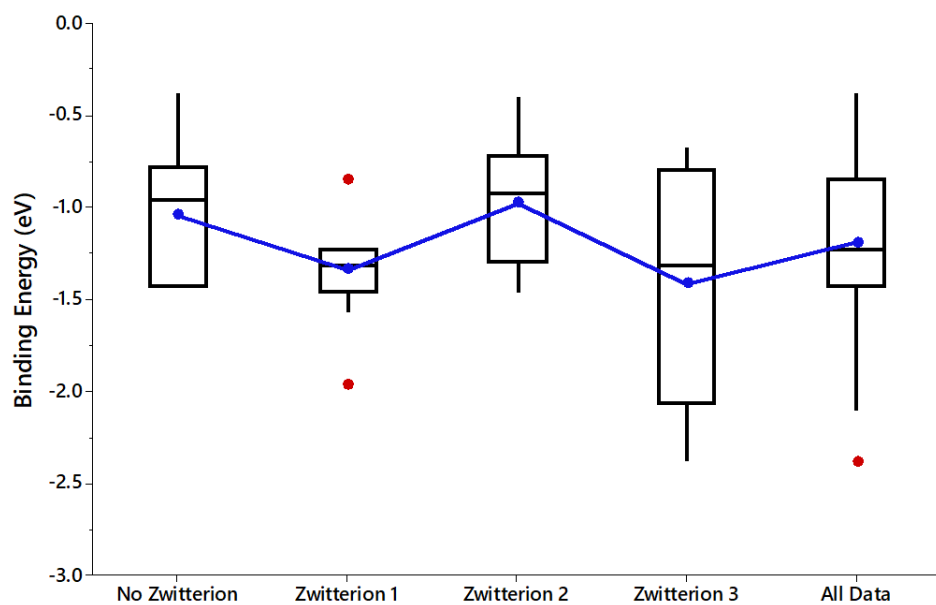 Binding Energy (eV)
0.0
-0.5
-1.0
-1.5
-2.0
-2.5
-3.0
No Zwitterion
Zwitterion 1
Zwitterion 2
Zwitterion 3
All Data